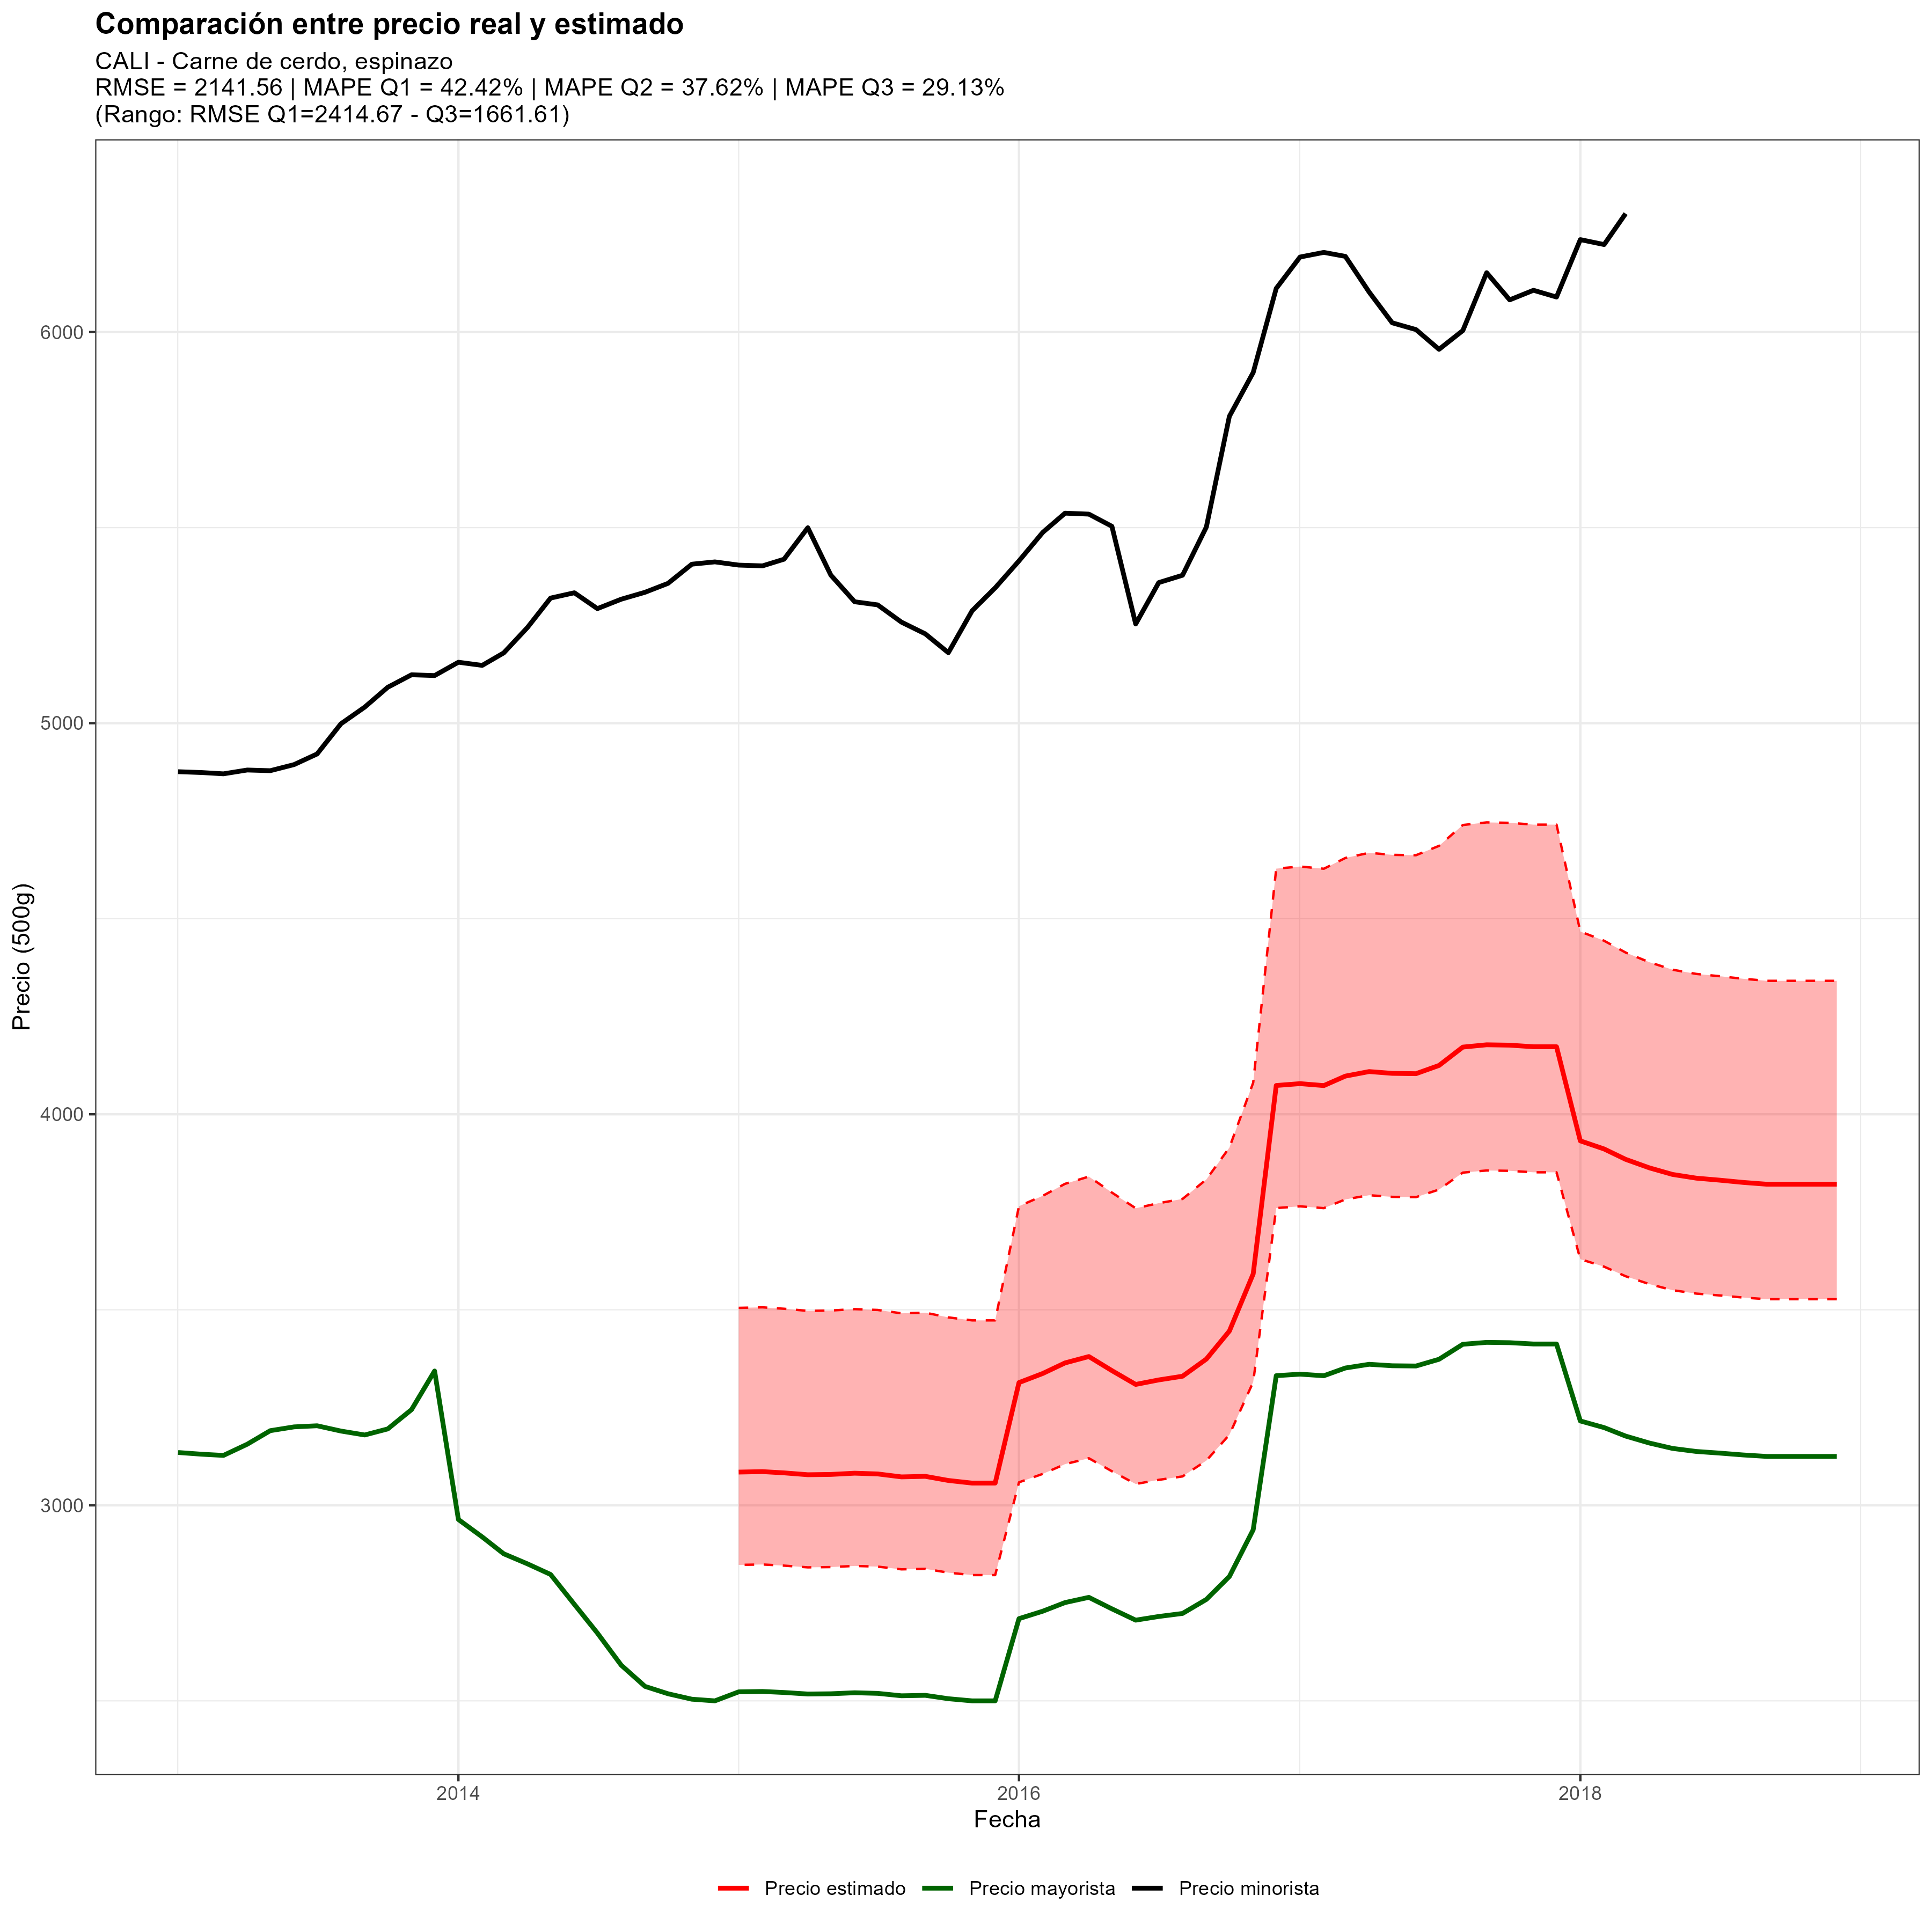 Comparación entre precio real y estimado
CALI - Carne de cerdo, espinazo
RMSE = 2141.56 | MAPE Q1 = 42.42% | MAPE Q2 = 37.62% | MAPE Q3 = 29.13%
(Rango: RMSE Q1=2414.67 - Q3=1661.61)
Precio (500g)
6000
5000
4000
3000
2014
2016
2018
Fecha
Precio estimado
Precio mayorista
Precio minorista